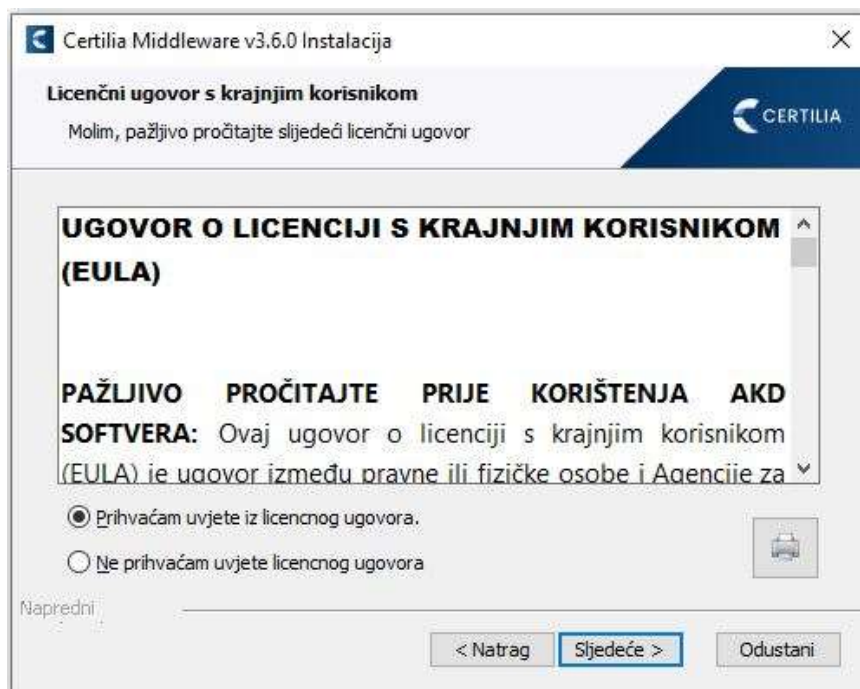 Certilia Middleware v3.6.0 Instalacija
Licenčni ugovor s krajnjim korisnikom
Molim, pažljivo pročitajte slijedeći licenčni ugovor
CERTILIA
UGOVOR O LICENCIJI S KRAJNJIM KORISNIKOM
(EULA)
PAŽLJIVO PROČITAJTE PRIJE KORIŠTENJA AKD
SOFTVERA: Ovaj ugovor o licenciji s krajnjim korisnikom
(EULA) je ugovor između pravne ili fizičke osobe i Agencije za
Prihvaćam uvjete iz licencnog ugovora.
Ne prihvaćam uvjete licencnog ugovora
Napredni
< Natrag
Sljedeće >
Odustani